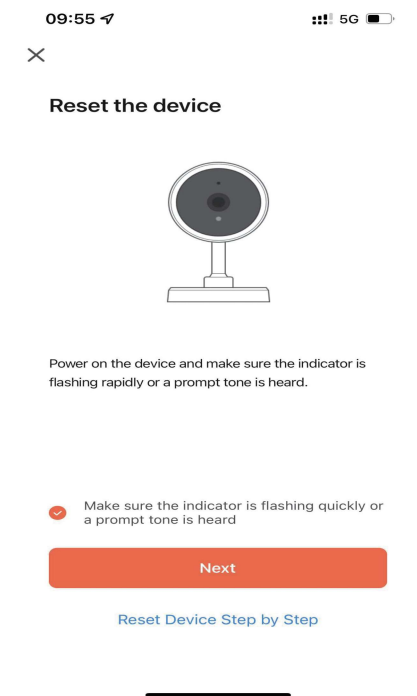 09:55
5G
Reset the device
Power on the device and make sure the indicator is
flashing rapidly or a prompt tone is heard.
Make sure the indicator is flashing quickly or
a prompt tone is heard
Next
Reset Device Step by Step